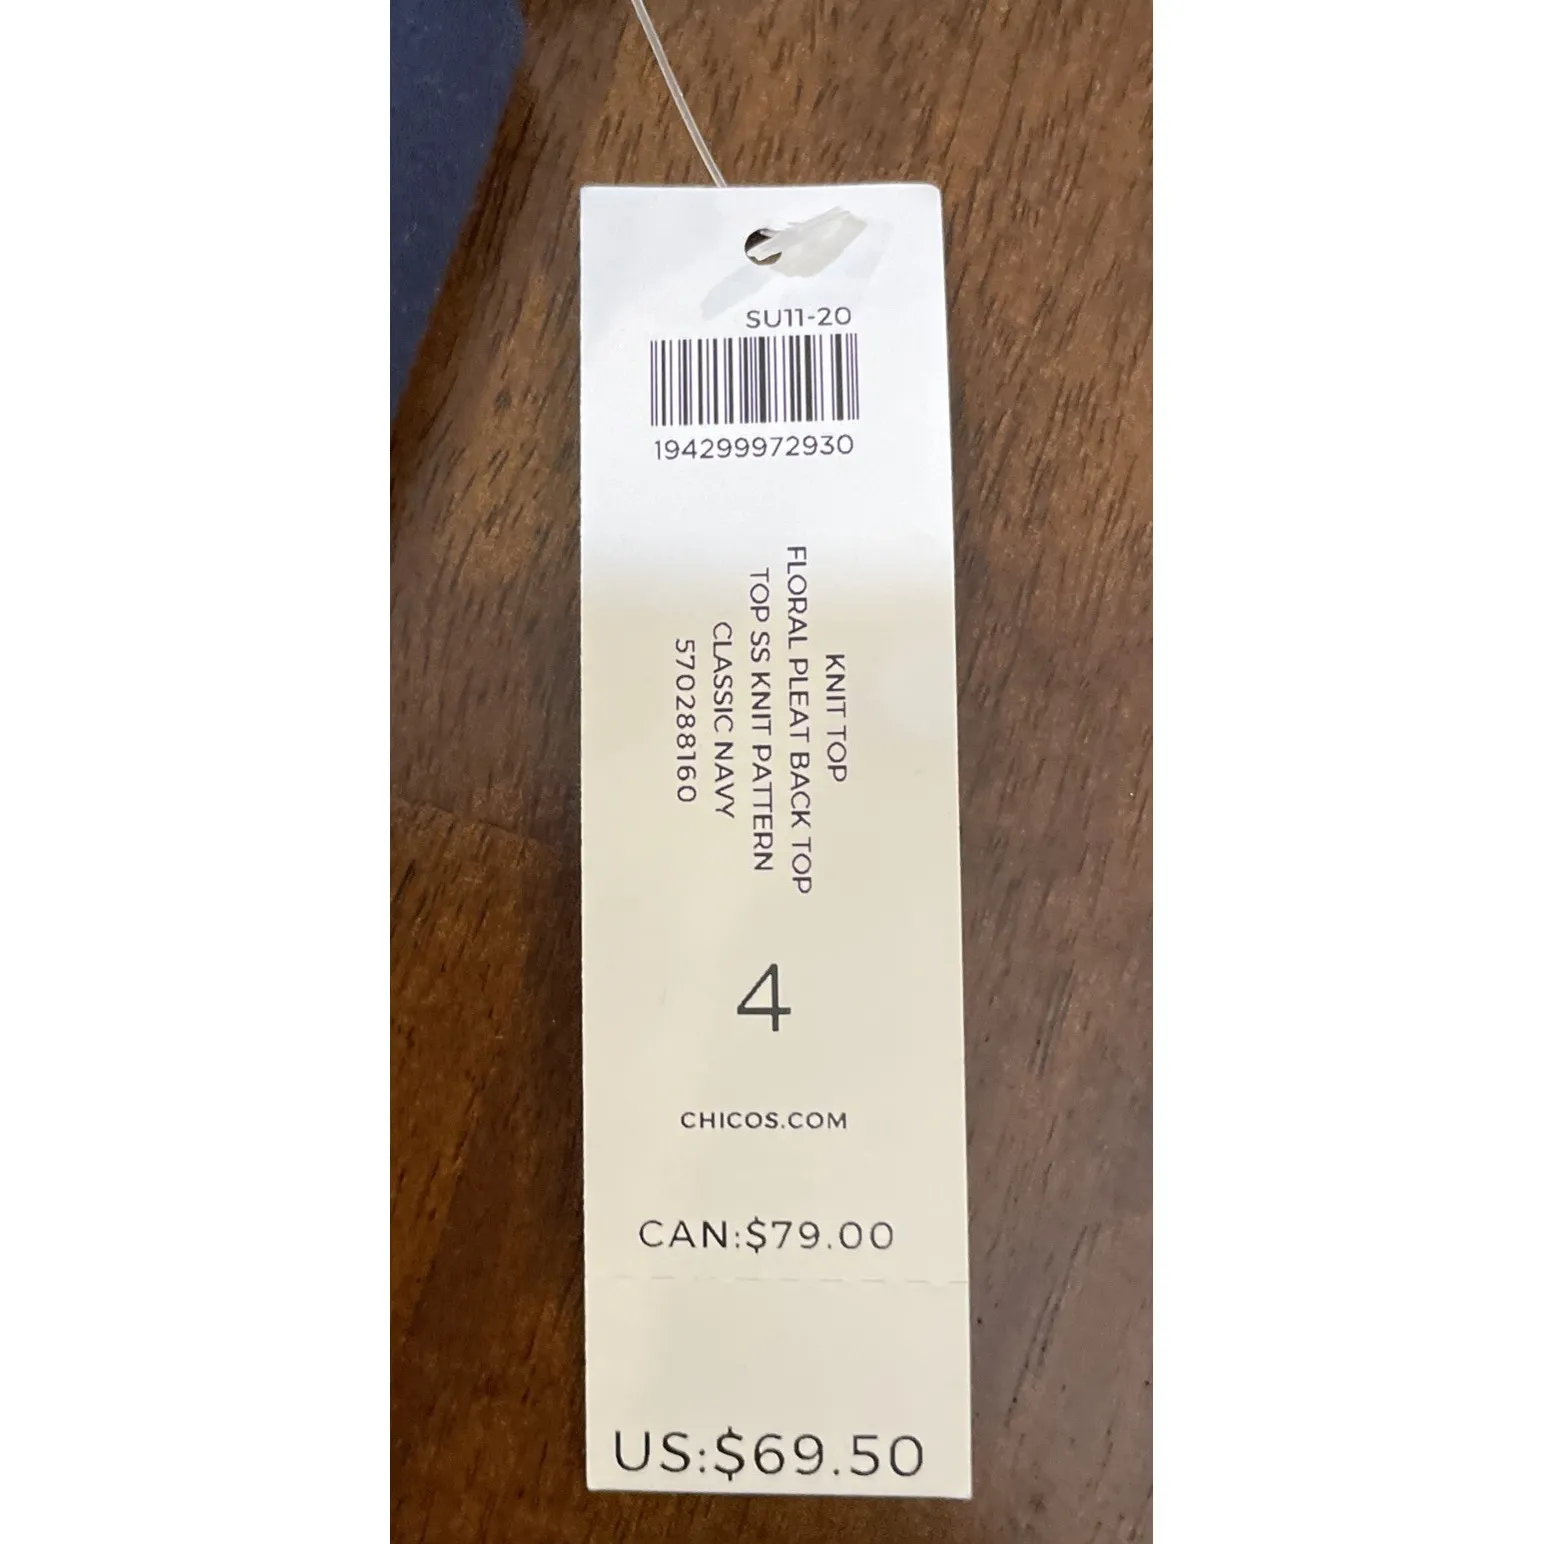 SU11-20
194299972930
KNIT TOP
FLORAL PLEAT BACK TOP
TOP SS KNIT PATTERN
CLASSIC NAVY
570288160
4
CHICOS.COM
CAN:$79.00
US:$69.50